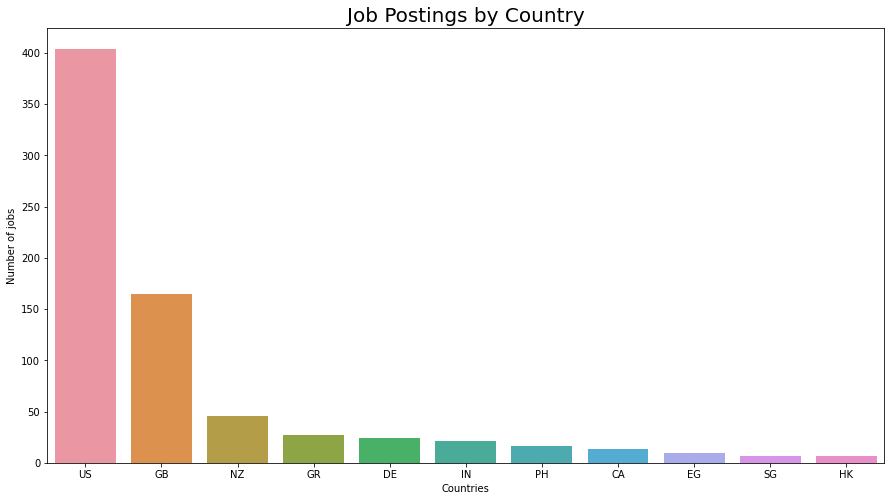 Job Postings by Country
Number of jobs
400
350
300
250
200
150
100
50
0
US GB NZ GR DE IN PH CA EG SG HK
Countries